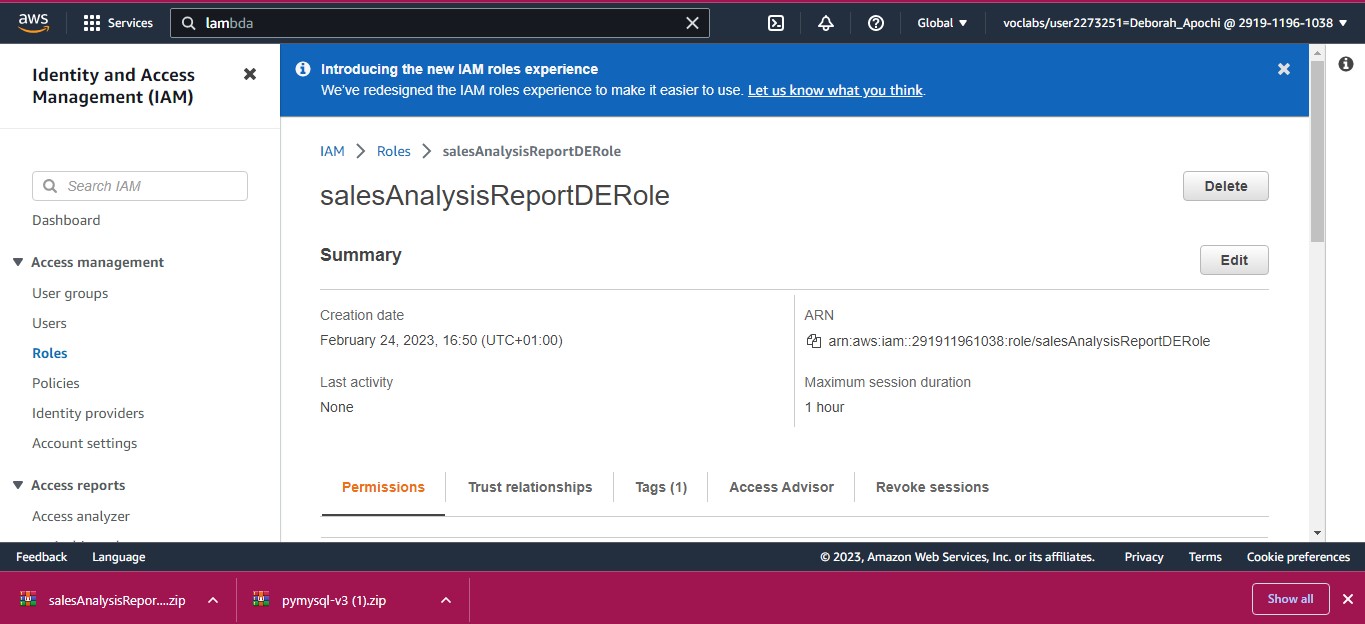 aws
Services
lambda
Global
voclabs/user2273251=Deborah_Apochi @ 2919-1196-1038
Identity and Access
Management (IAM)
Search IAM
Dashboard
Access management
User groups
Users
Roles
Policies
Identity providers
Account settings
Access reports
Access analyzer
Introducing the new IAM roles experience
We've redesigned the IAM roles experience to make it easier to use. Let us know what you think.
IAM > Roles > salesAnalysisReportDERole
salesAnalysisReportDERole
Delete
Summary
Edit
Creation date
February 24, 2023, 16:50 (UTC+01:00)
ARN
arn:aws:iam::291911961038:role/salesAnalysisReportDERole
Last activity
None
Maximum session duration
1 hour
Permissions
Trust relationships
Tags (1)
Access Advisor
Revoke sessions
Feedback
Language
© 2023, Amazon Web Services, Inc. or its affiliates.
Privacy
Terms
Cookie preferences
salesAnalysisRepor....zip
pymysql-v3 (1).zip
Show all